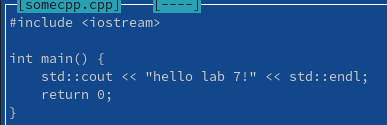 [somecpp.cpp] [----]
#include <iostream>

int main() {
    std::cout << "hello lab 7!" << std::endl;
    return 0;
}